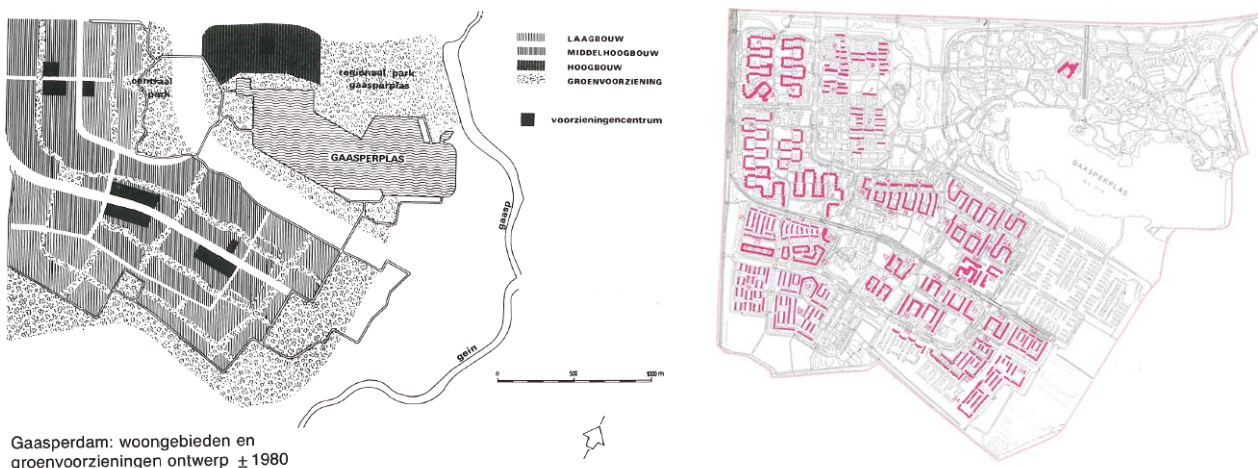 LAAGBOUW
MIDDELHOOGBOUW
HOOGBOUW
GROENVOORZIENING
voorzieningencentrum
centraal
park
regionaal park
gaasperplas
GAASPERPLAS
gaasp
gein
0 500 1000 m
Gaasperdam: woongebieden en
groenvoorzieningen ontwerp ± 1980
GAASPERPLAS